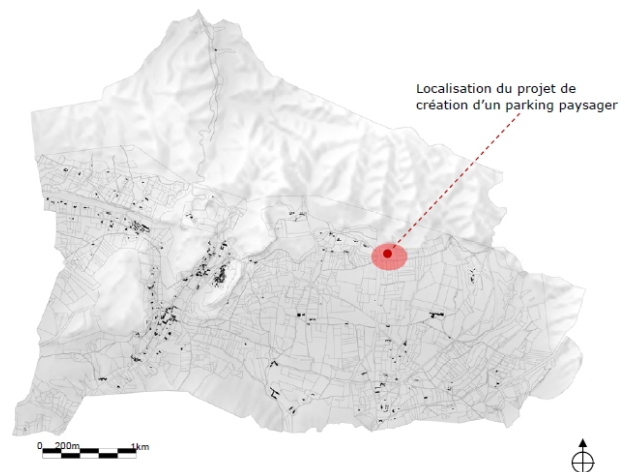 Localisation du projet de
création d'un parking paysager
0 200m 1km